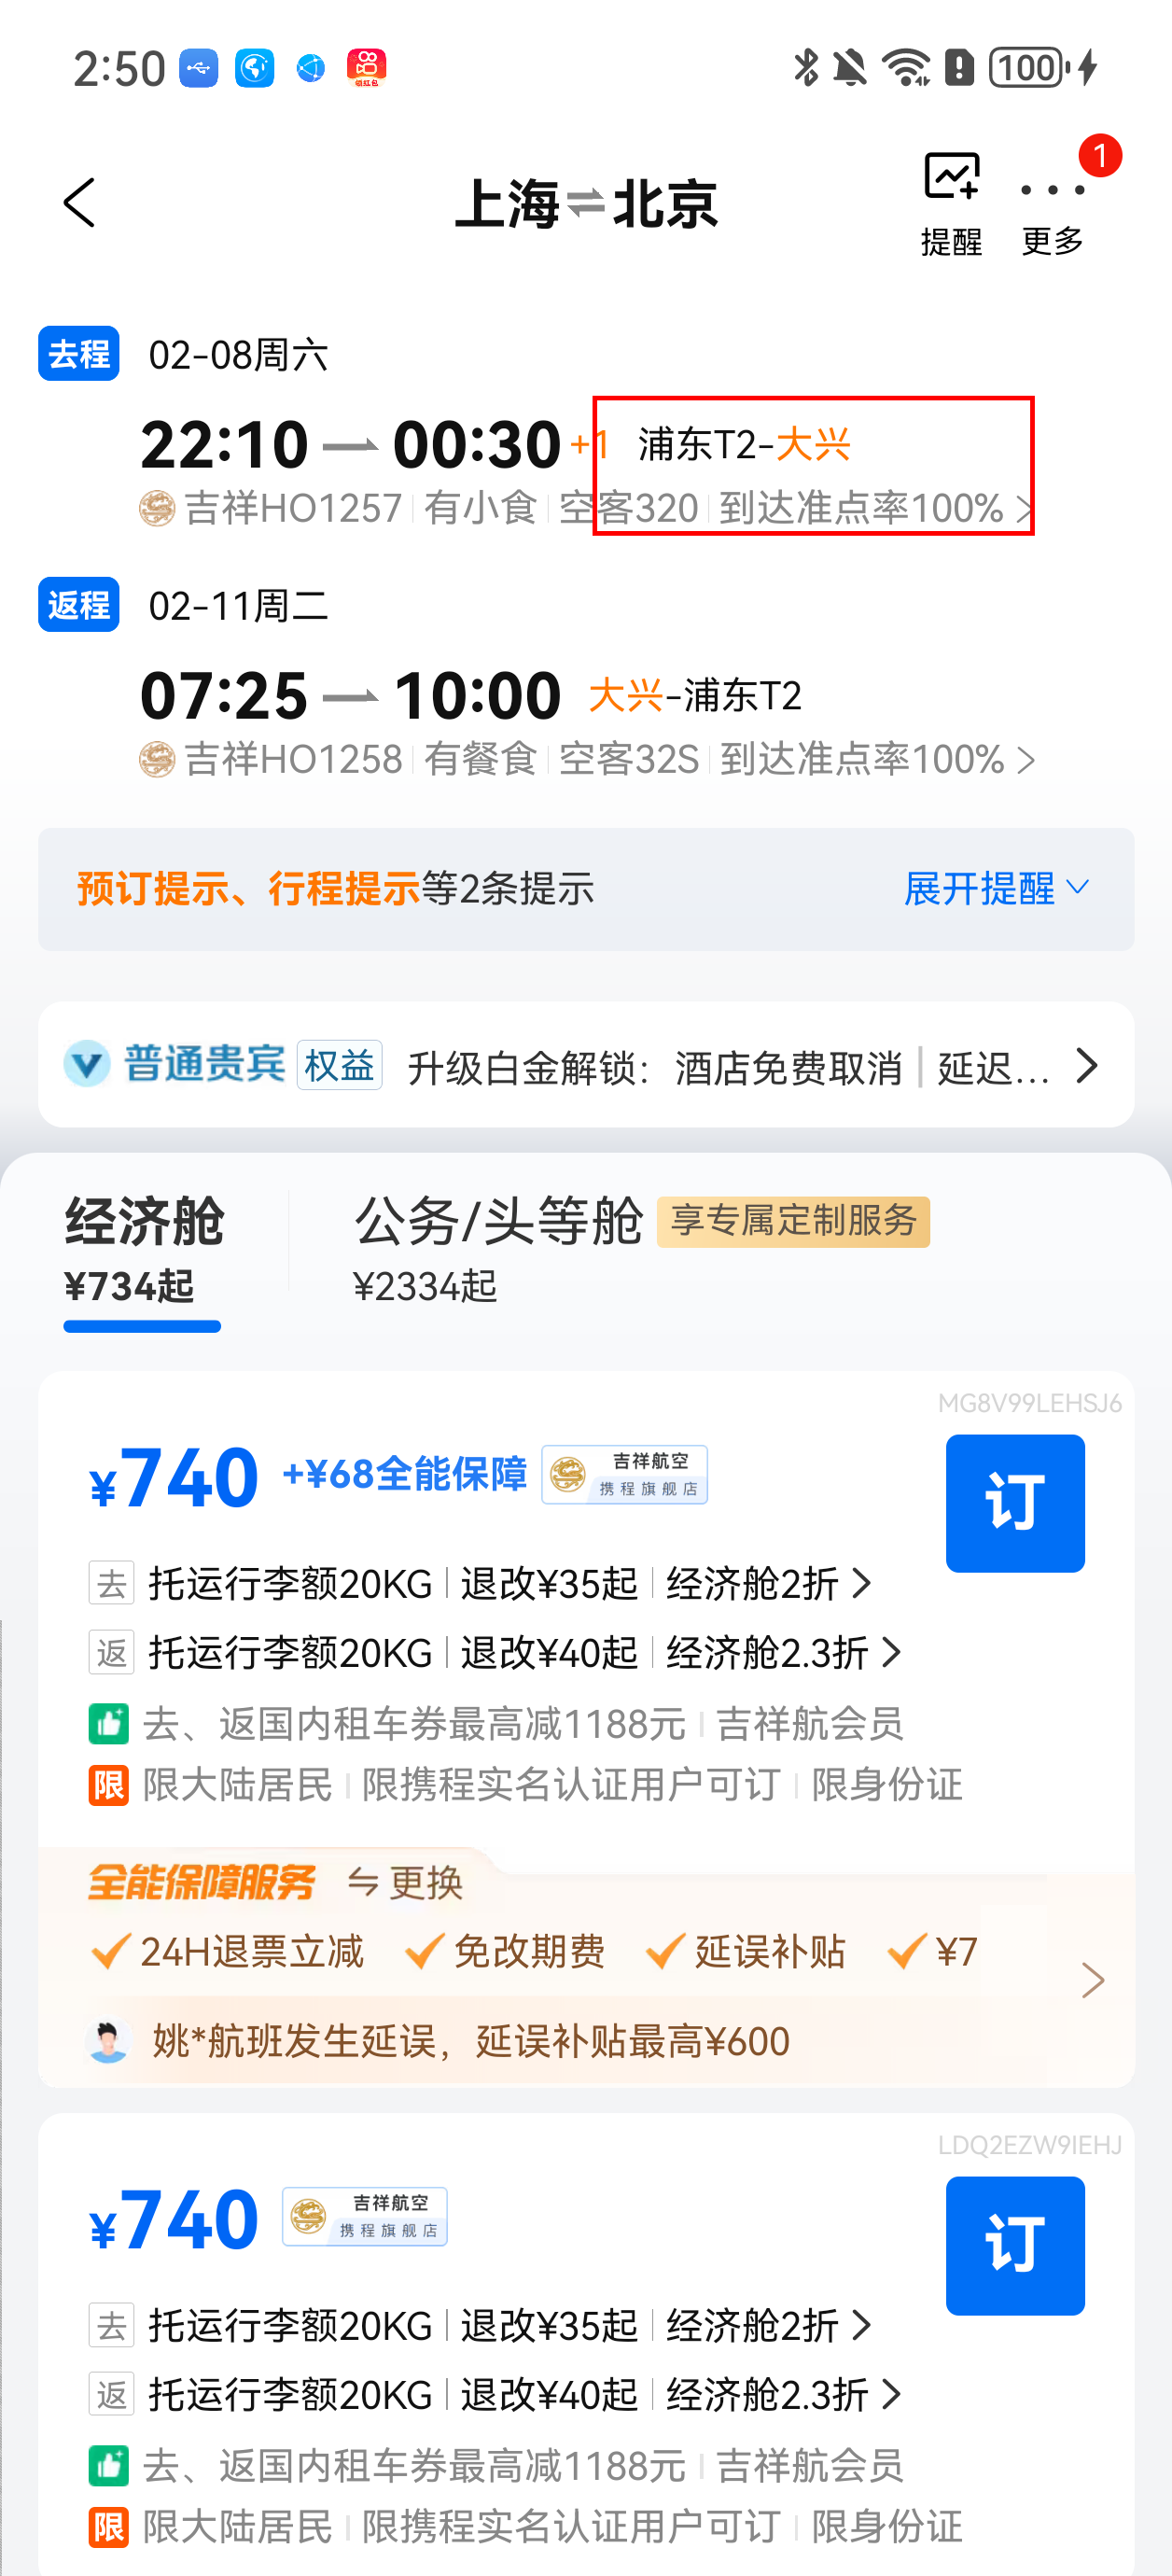 2:50
领红包
100
上海⇌北京
1
提醒 更多
去程 02-08周六
22:10 00:30 +1 浦东T2-大兴
吉祥HO1257 有小食 空客320 到达准点率100% >
返程 02-11周二
07:25 10:00 大兴-浦东T2
吉祥HO1258 有餐食 空客32S 到达准点率100% >
预订提示、行程提示等2条提示 展开提醒
普通贵宾 权益 升级白金解锁：酒店免费取消 | 延迟... >
经济舱 公务/头等舱 享专属定制服务
¥734起 ¥2334起
MG8V99LEHSJ6
¥740 +¥68全能保障 吉祥航空 携程旗舰店 订
去 托运行李额20KG | 退改¥35起 | 经济舱2折 >
返 托运行李额20KG | 退改¥40起 | 经济舱2.3折 >
去、返国内租车券最高减1188元 | 吉祥航会员
限 限大陆居民 | 限携程实名认证用户可订 | 限身份证
全能保障服务 ⇋ 更换
24H退票立减 免改期费 延误补贴 ¥7
姚*航班发生延误，延误补贴最高¥600
LDQ2EZW9IEHJ
¥740 吉祥航空 携程旗舰店 订
去 托运行李额20KG | 退改¥35起 | 经济舱2折 >
返 托运行李额20KG | 退改¥40起 | 经济舱2.3折 >
去、返国内租车券最高减1188元 | 吉祥航会员
限 限大陆居民 | 限携程实名认证用户可订 | 限身份证